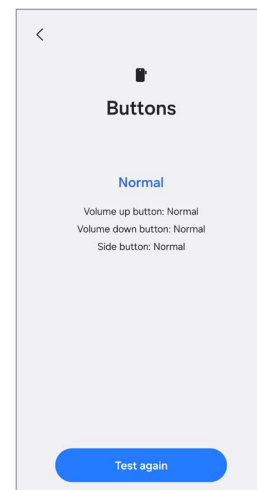 Buttons
Normal
Volume up button: Normal
Volume down button: Normal
Side button: Normal
Test again